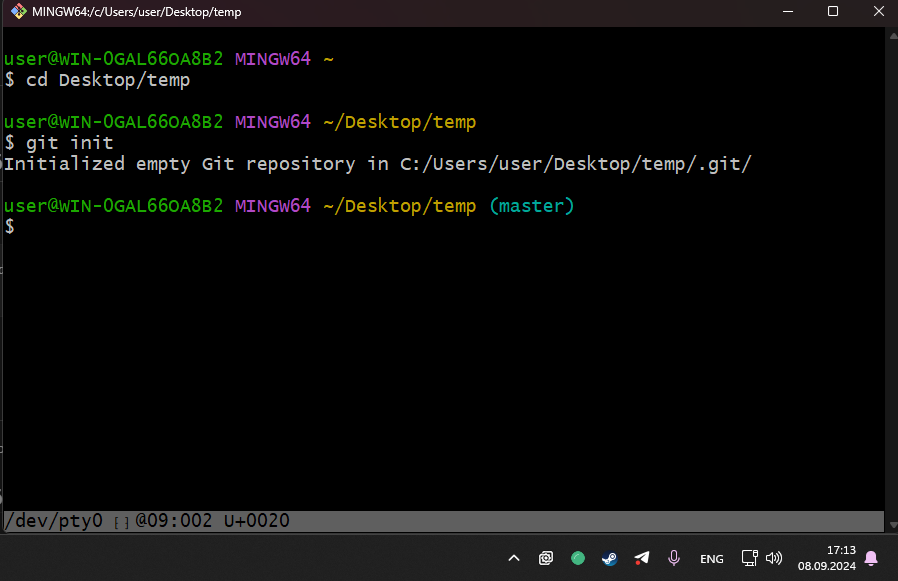 MINGW64:/c/Users/user/Desktop/temp
user@WIN-0GAL66OA8B2 MINGW64 ~
$ cd Desktop/temp
user@WIN-0GAL66OA8B2 MINGW64 ~/Desktop/temp
$ git init
Initialized empty Git repository in C:/Users/user/Desktop/temp/.git/
user@WIN-0GAL66OA8B2 MINGW64 ~/Desktop/temp (master)
$
/dev/pty0 [ ] @09:002 U+0020
ENG
17:13
08.09.2024